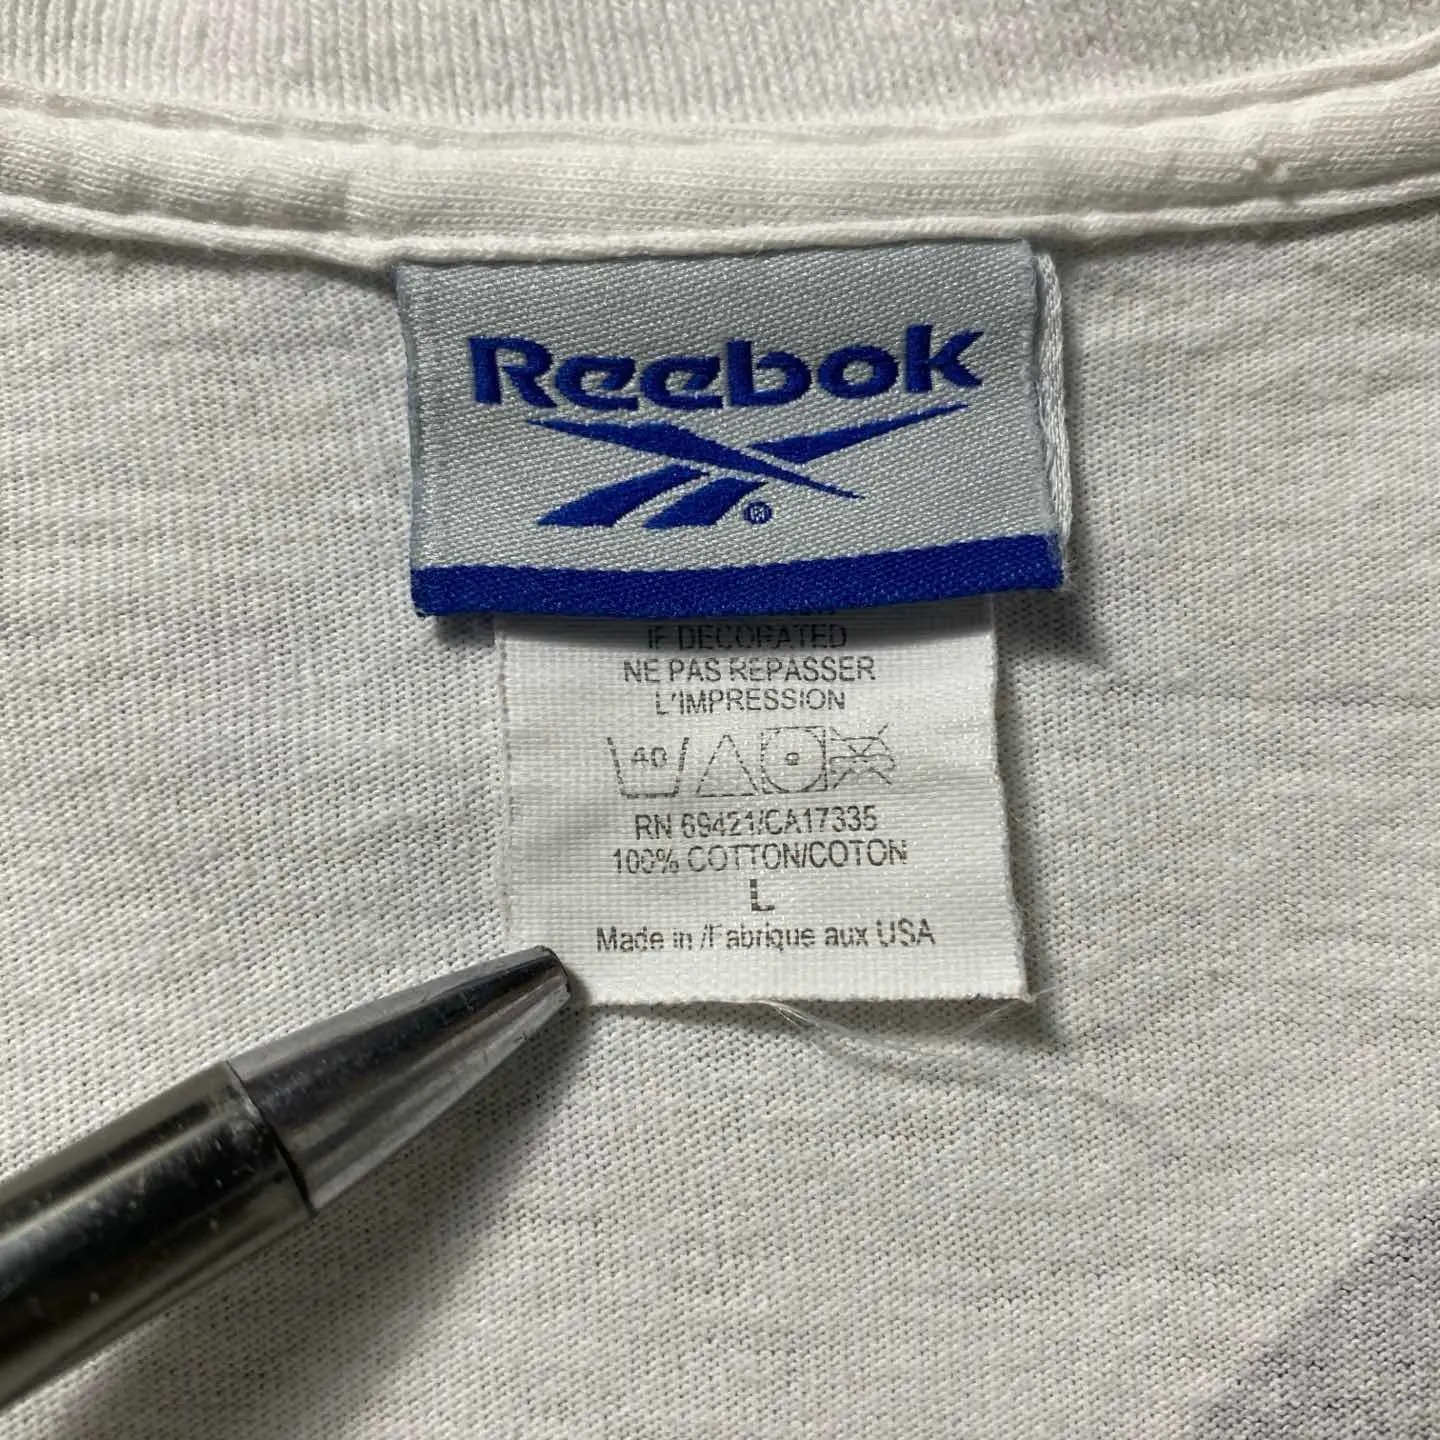 Reebok
®
IF DECORATED
NE PAS REPASSER
L'IMPRESSION
40
RN 69421/CA17335
100% COTTON/COTON
L
Made in /Fabrique aux USA